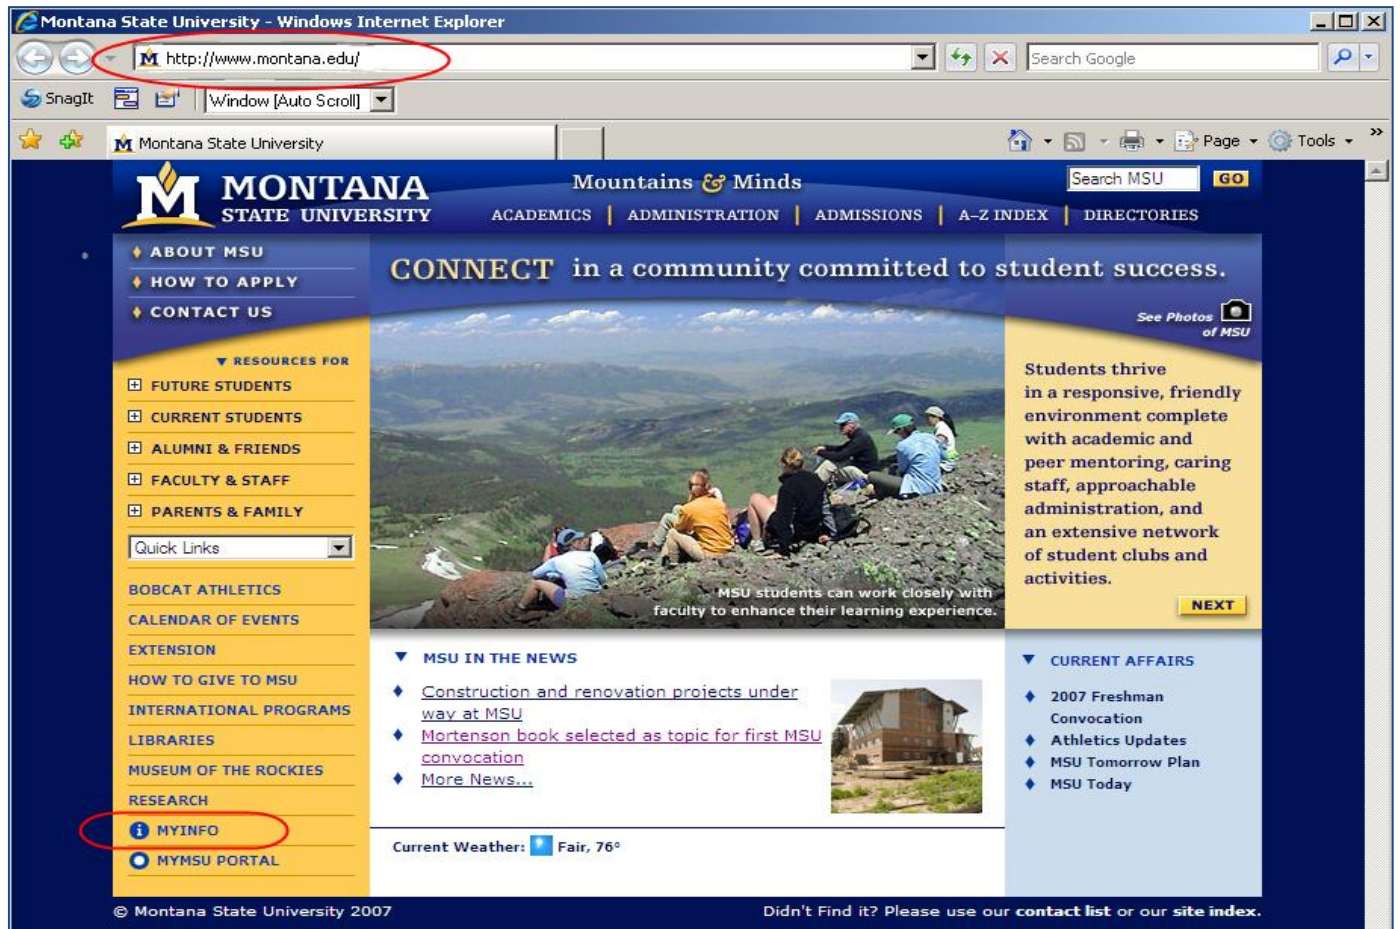 Montana State University - Windows Internet Explorer
http://www.montana.edu/
Search Google
SnagIt
Window [Auto Scroll]
Montana State University
Page
Tools
»
MONTANA
STATE UNIVERSITY
Mountains & Minds
Search MSU
GO
ACADEMICS | ADMINISTRATION | ADMISSIONS | A-Z INDEX | DIRECTORIES
ABOUT MSU
HOW TO APPLY
CONTACT US
CONNECT in a community committed to student success.
See Photos
of MSU
RESOURCES FOR
FUTURE STUDENTS
CURRENT STUDENTS
ALUMNI & FRIENDS
FACULTY & STAFF
PARENTS & FAMILY
Quick Links
BOBCAT ATHLETICS
CALENDAR OF EVENTS
EXTENSION
HOW TO GIVE TO MSU
INTERNATIONAL PROGRAMS
LIBRARIES
MUSEUM OF THE ROCKIES
RESEARCH
MYINFO
MYMSU PORTAL
MSU students can work closely with
faculty to enhance their learning experience.
Students thrive
in a responsive, friendly
environment complete
with academic and
peer mentoring, caring
staff, approachable
administration, and
an extensive network
of student clubs and
activities.
NEXT
MSU IN THE NEWS
Construction and renovation projects under
way at MSU
Mortenson book selected as topic for first MSU
convocation
More News...
Current Weather: Fair, 76°
CURRENT AFFAIRS
2007 Freshman
Convocation
Athletics Updates
MSU Tomorrow Plan
MSU Today
© Montana State University 2007
Didn't Find it? Please use our contact list or our site index.